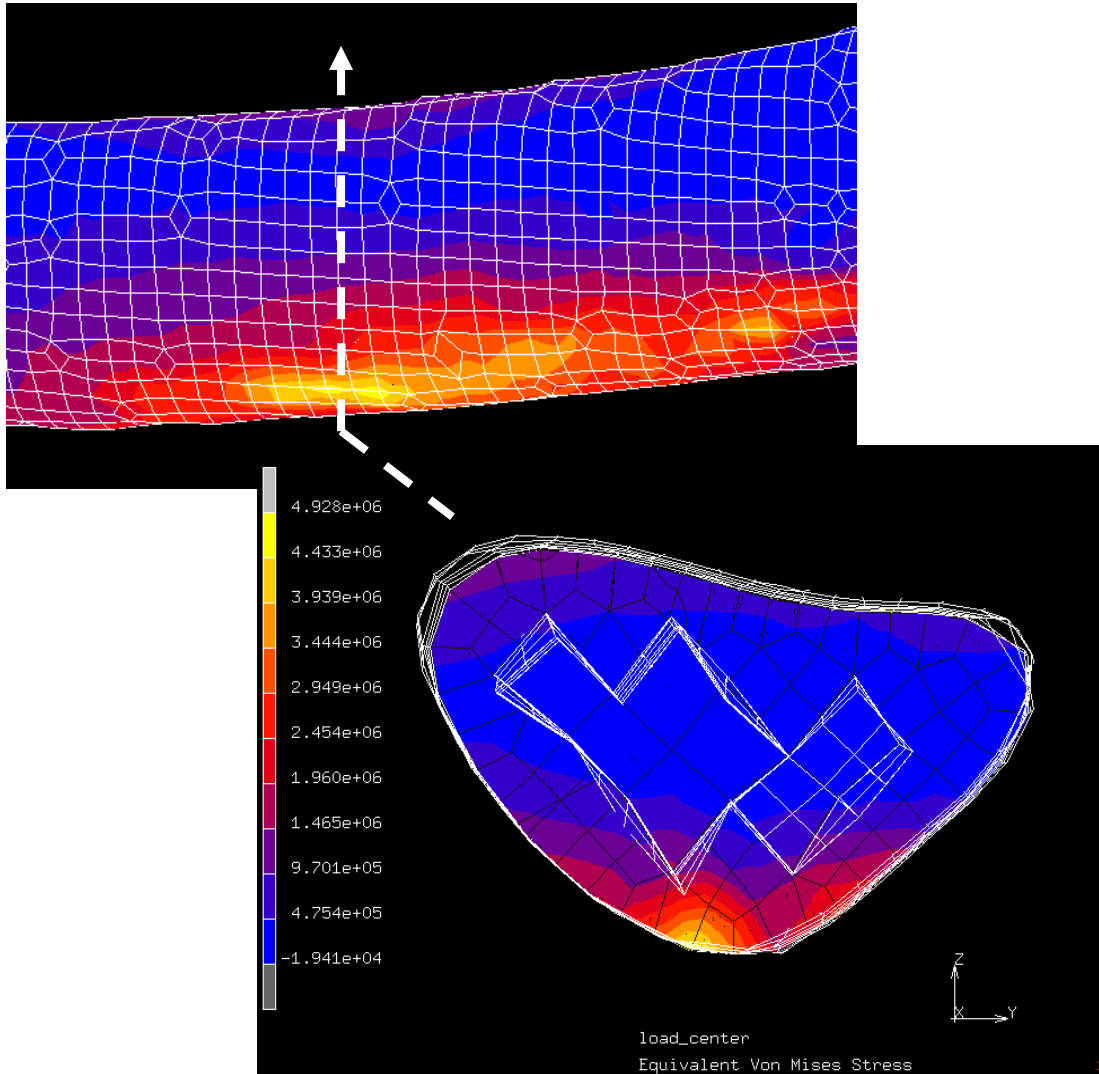 4.928e+06
4.433e+06
3.939e+06
3.444e+06
2.949e+06
2.454e+06
1.960e+06
1.465e+06
9.701e+05
4.754e+05
-1.941e+04
Z
X Y
load_center
Equivalent Von Mises Stress